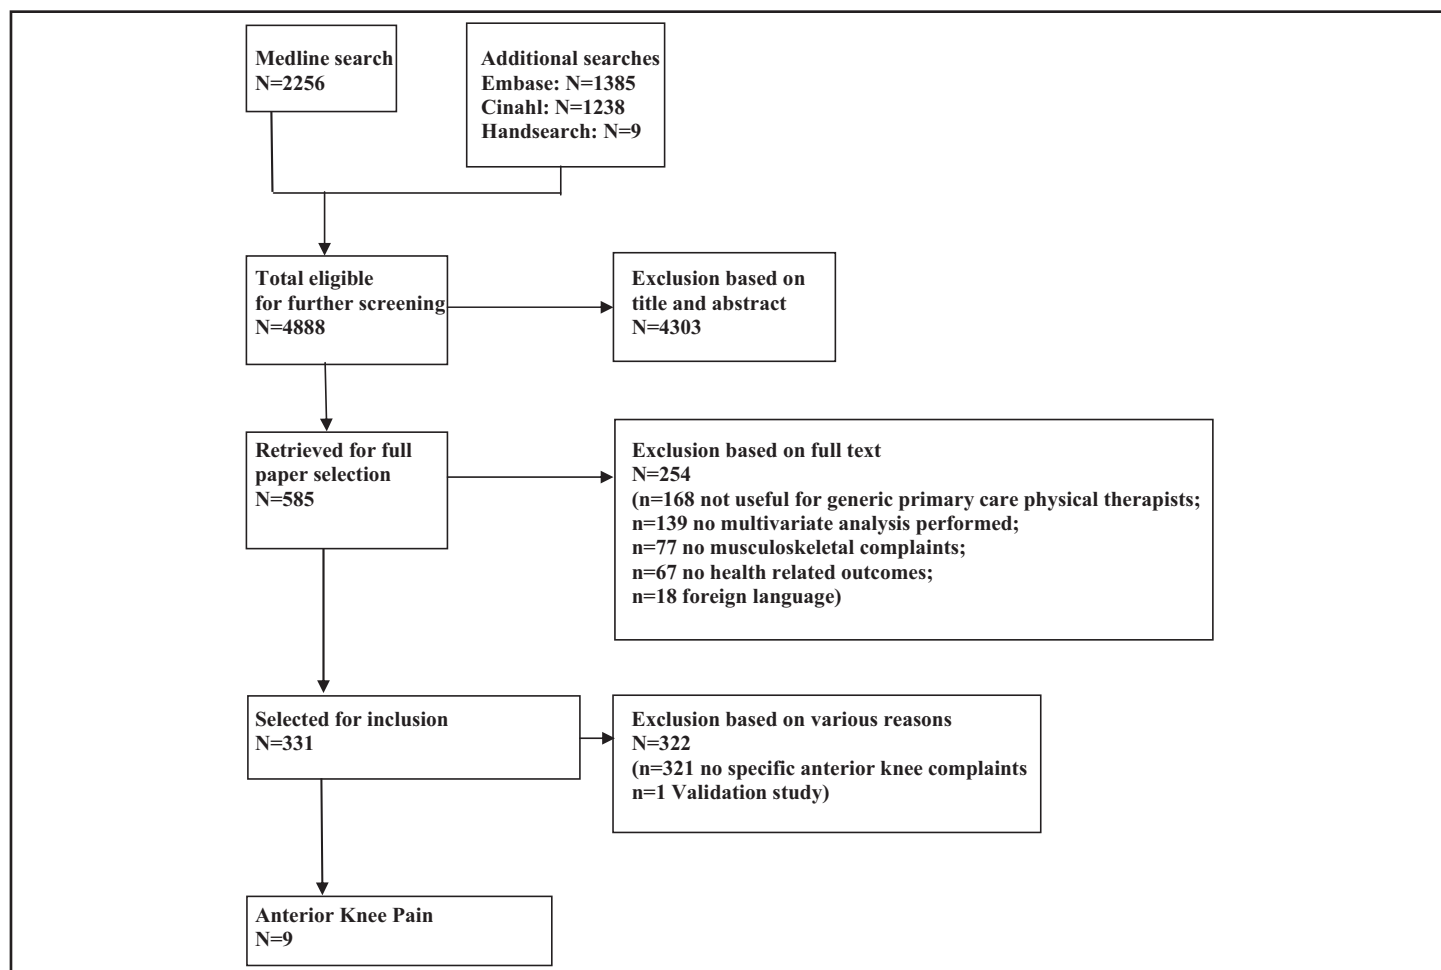 Medline search
N=2256
Additional searches
Embase: N=1385
Cinahl: N=1238
Handsearch: N=9
Total eligible
for further screening
N=4888
Exclusion based on
title and abstract
N=4303
Retrieved for full
paper selection
N=585
Exclusion based on full text
N=254
(n=168 not useful for generic primary care physical therapists;
n=139 no multivariate analysis performed;
n=77 no musculoskeletal complaints;
n=67 no health related outcomes;
n=18 foreign language)
Selected for inclusion
N=331
Exclusion based on various reasons
N=322
(n=321 no specific anterior knee complaints
n=1 Validation study)
Anterior Knee Pain
N=9